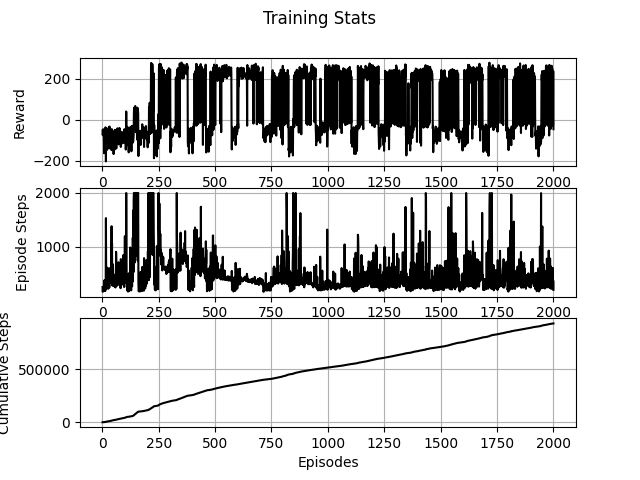 Training Stats
Reward
200
0
−200
0 250 500 750 1000 1250 1500 1750 2000
Episode Steps
2000
1000
0 250 500 750 1000 1250 1500 1750 2000
Cumulative Steps
500000
0
0 250 500 750 1000 1250 1500 1750 2000
Episodes